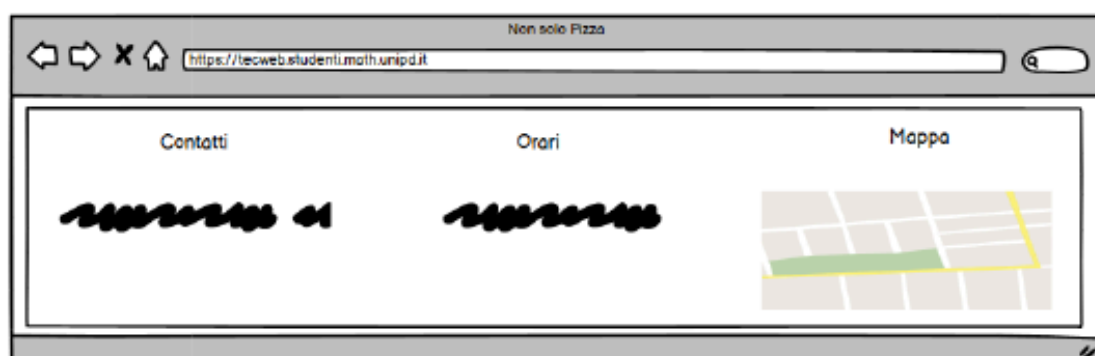 Non solo Pizza
https://tecweb.studenti.math.unipd.it
Contatti
Orari
Mappa